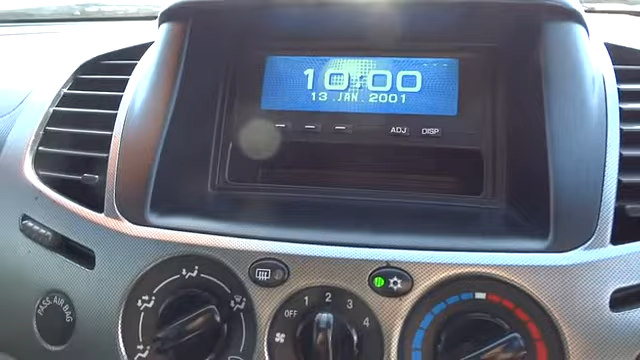 10:00
13.JAN.2001
ADJ DISP
PASS. AIR BAG
OFF 1 2 3 4